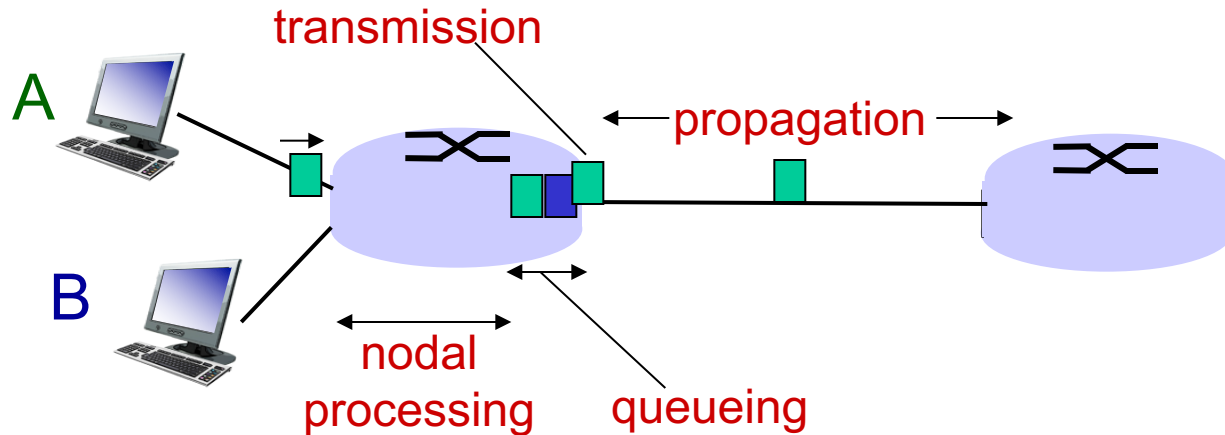 transmission
A
propagation
B
nodal
processing
queueing